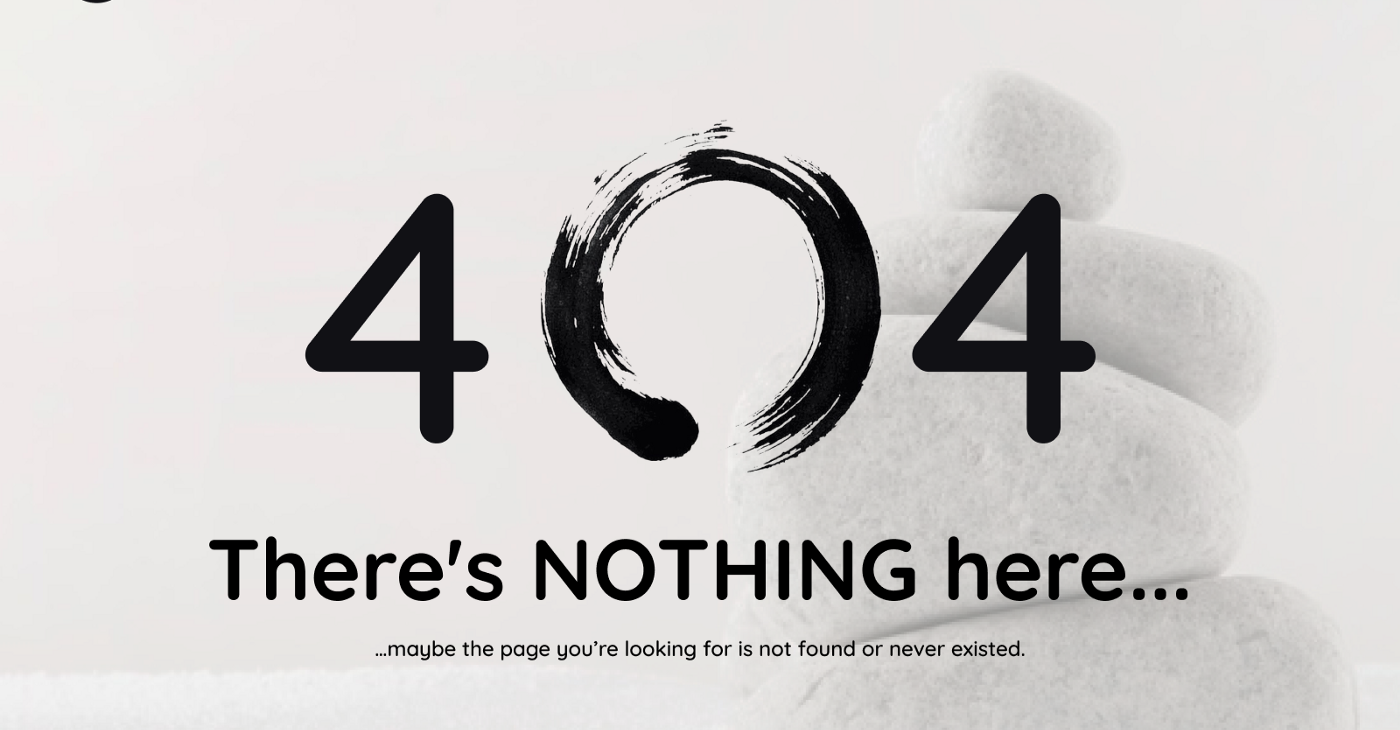 404
There's NOTHING here...
...maybe the page you’re looking for is not found or never existed.